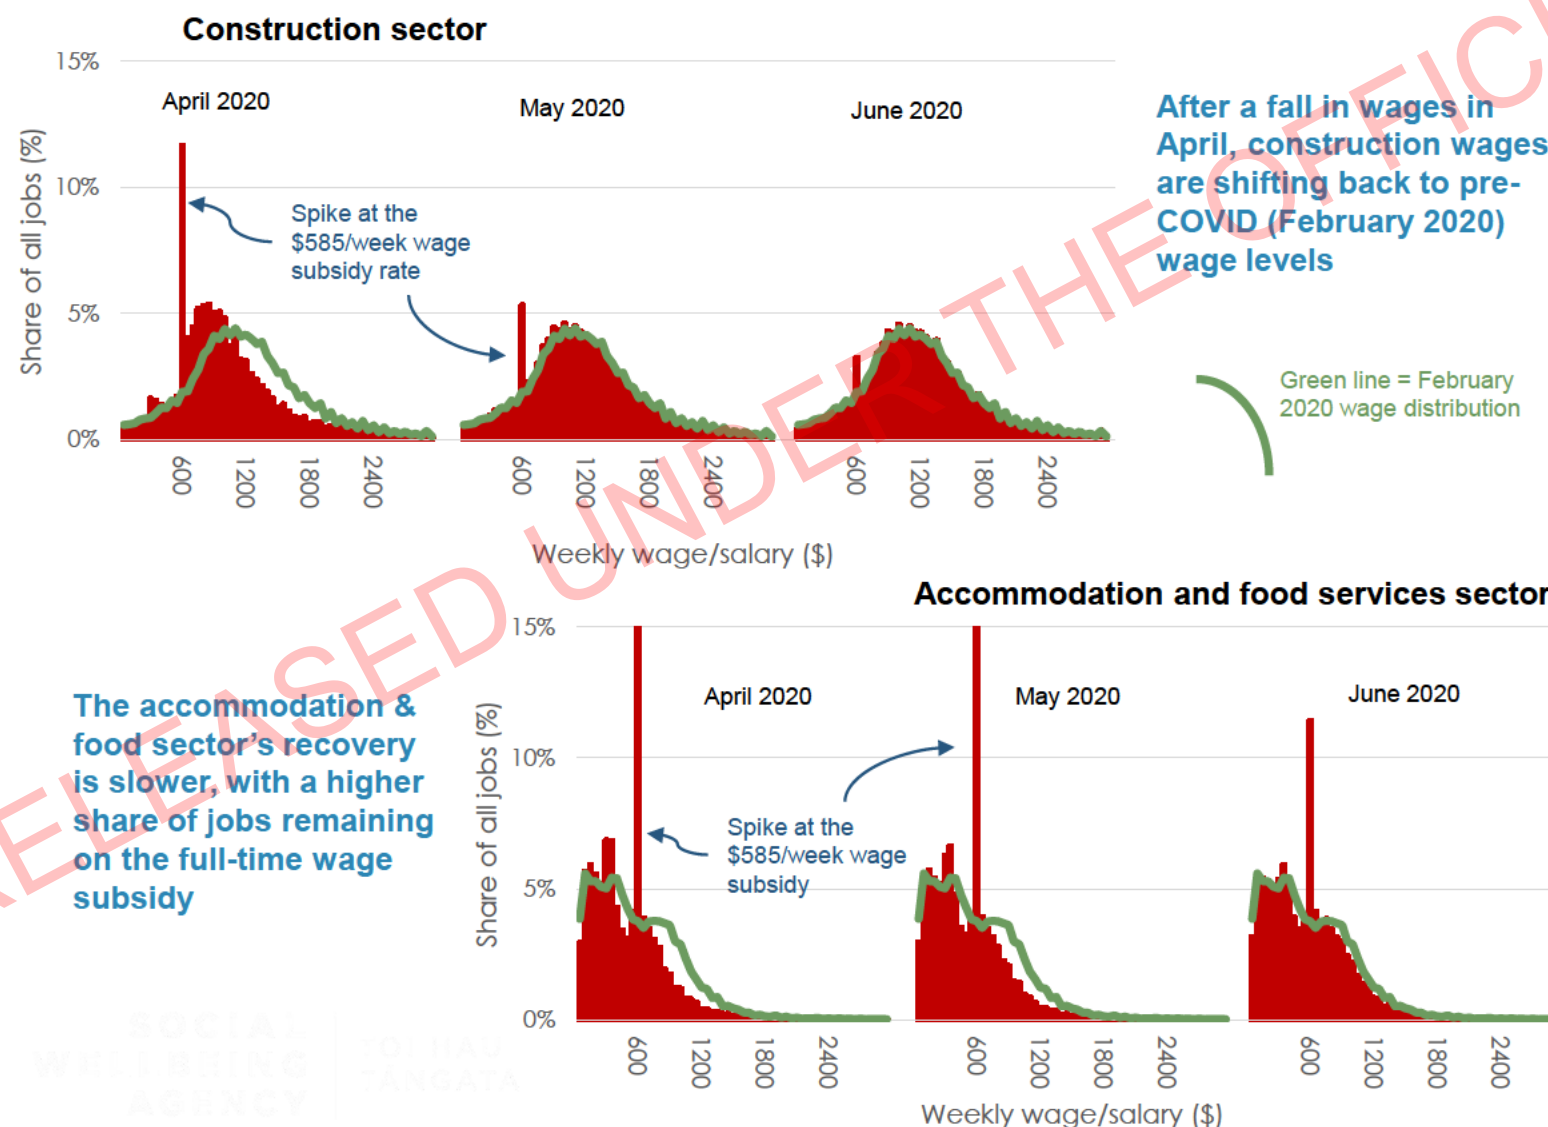 Construction sector
15%
10%
5%
0%
Share of all jobs (%)
April 2020
May 2020
June 2020
Spike at the
$585/week wage
subsidy rate
600
1200
1800
2400
600
1200
1800
2400
600
1200
1800
2400
Weekly wage/salary ($)
After a fall in wages in
April, construction wages
are shifting back to pre-
COVID (February 2020)
wage levels
Green line = February
2020 wage distribution
RELEASED UNDER THE
Accommodation and food services sector
The accommodation &
food sector's recovery
is slower, with a higher
share of jobs remaining
on the full-time wage
subsidy
15%
10%
5%
0%
Share of all jobs (%)
April 2020
May 2020
June 2020
Spike at the
$585/week wage
subsidy
600
1200
1800
2400
600
1200
1800
2400
600
1200
1800
2400
Weekly wage/salary ($)
SOCIAL
WELLBEING
AGENCY
TOI HAU
TĀNGATA